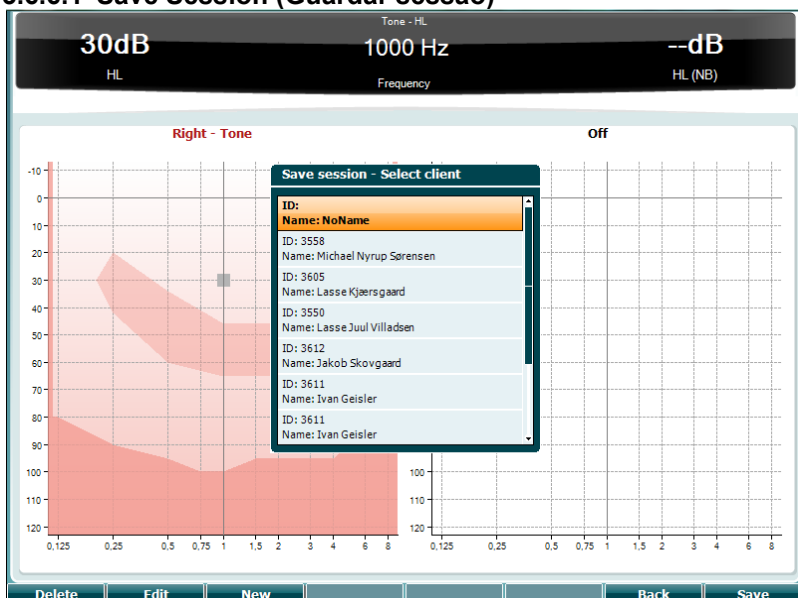 Save Session (Guardar sessão)
Tone - HL
30dB
1000 Hz
--dB
HL
Frequency
HL (NB)
Right - Tone
Off
Save session - Select client
ID:
Name: NoName
ID: 3558
Name: Michael Nyrup Sørensen
ID: 3605
Name: Lasse Kjærsgaard
ID: 3550
Name: Lasse Juul Villadsen
ID: 3612
Name: Jakob Skovgaard
ID: 3611
Name: Ivan Geisler
ID: 3611
Name: Ivan Geisler
-10
0
10
20
30
40
50
60
70
80
90
100
110
120
100
110
120
0,125 0,25 0,5 0,75 1 1,5 2 3 4 6 8
0,125 0,25 0,5 0,75 1 1,5 2 3 4 6 8
Delete Edit New Back Save